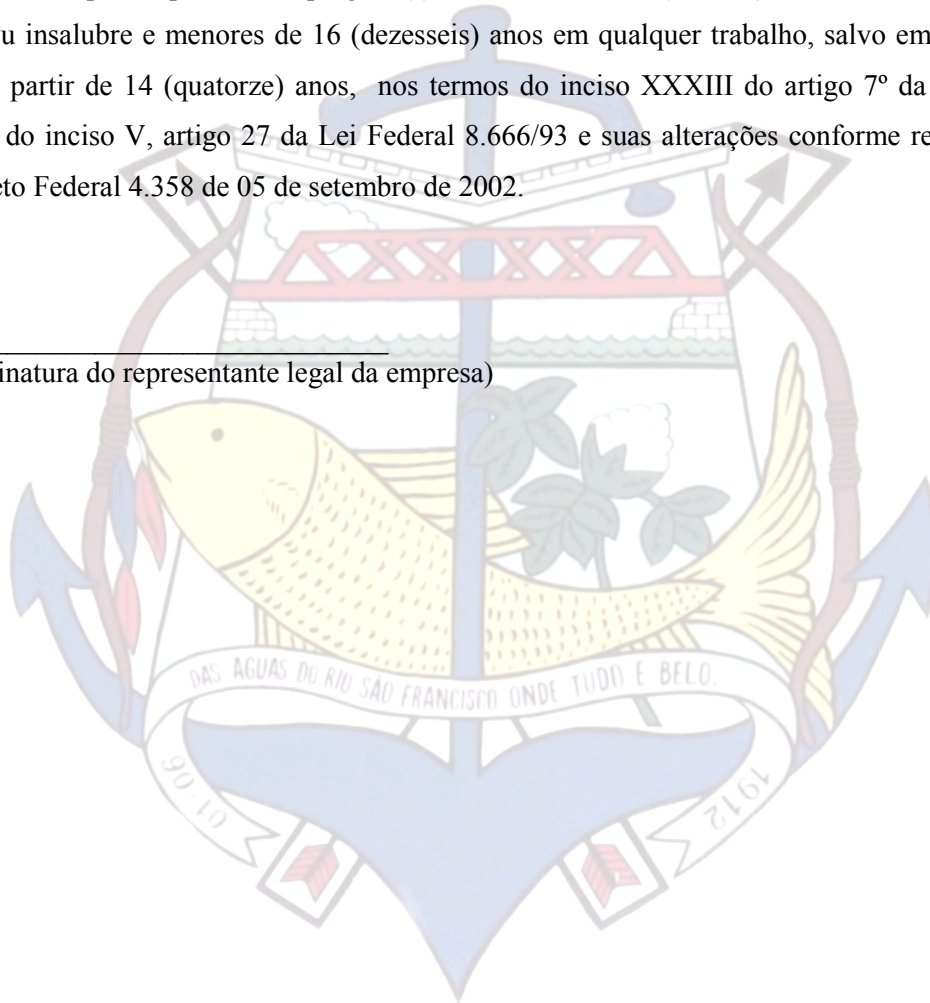 u insalubre e menores de 16 (dezesseis) anos em qualquer trabalho, salvo em
partir de 14 (quatorze) anos, nos termos do inciso XXXIII do artigo 7º da
do inciso V, artigo 27 da Lei Federal 8.666/93 e suas alterações conforme re
eto Federal 4.358 de 05 de setembro de 2002.
inatura do representante legal da empresa)
DAS AGUAS DO RIO SÃO FRANCISCO ONDE TUDO E BELO.
01-06
1912